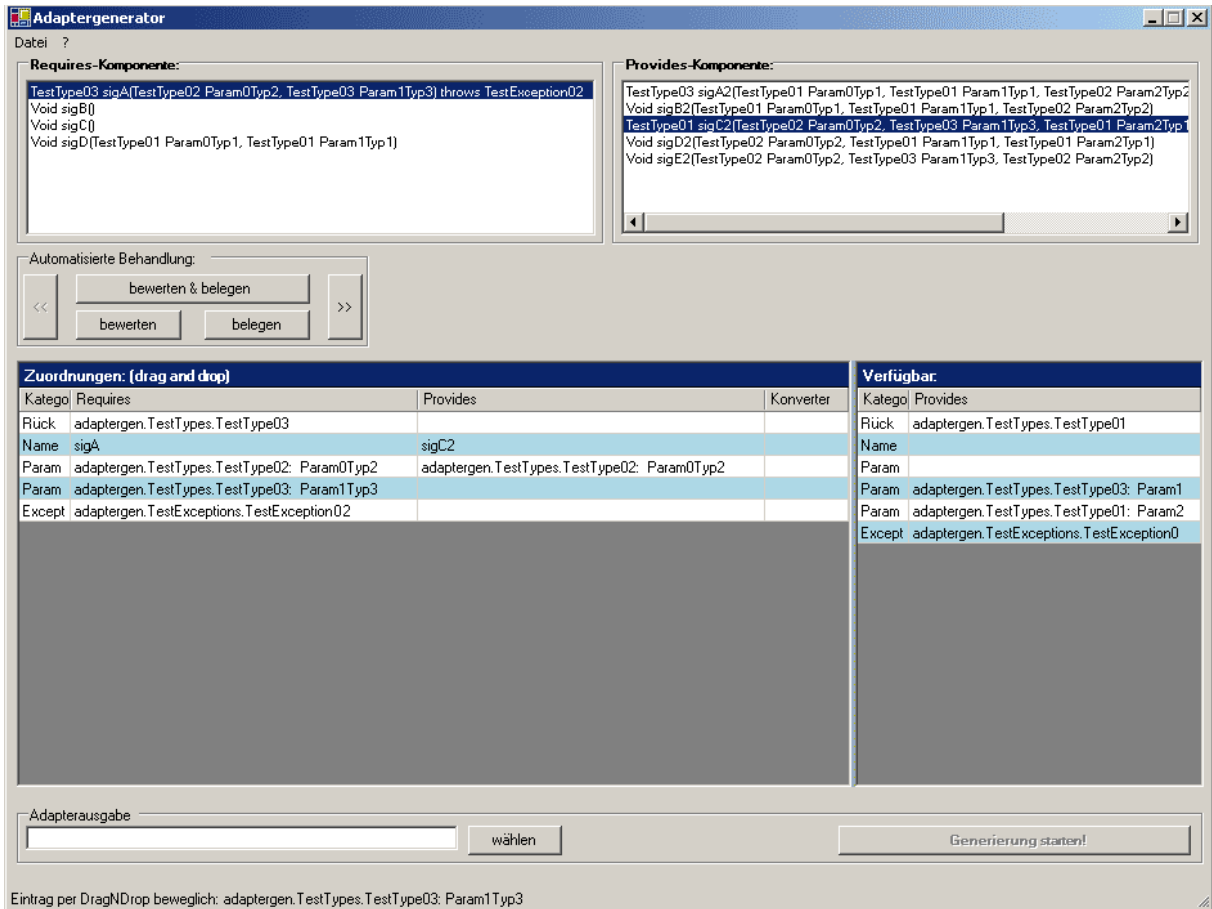 Adaptergenerator
Datei ?
Requires-Komponente:
TestType03 sigA(TestType02 Param0Typ2, TestType03 Param1Typ3) throws TestException02
Void sigB()
Void sigC()
Void sigD(TestType01 Param0Typ1, TestType01 Param1Typ1)
Provides-Komponente:
TestType03 sigA2(TestType01 Param0Typ1, TestType01 Param1Typ1, TestType02 Param2Typ2
Void sigB2(TestType01 Param0Typ1, TestType01 Param1Typ1, TestType02 Param2Typ2)
TestType01 sigC2(TestType02 Param0Typ2, TestType03 Param1Typ3, TestType01 Param2Typ1
Void sigD2(TestType02 Param0Typ2, TestType01 Param1Typ1, TestType01 Param2Typ1)
Void sigE2(TestType02 Param0Typ2, TestType03 Param1Typ3, TestType02 Param2Typ2)
Automatisierte Behandlung:
<< bewerten & belegen >>
bewerten belegen
Zuordnungen: (drag and drop) Verfügbar:
Katego Requires Provides Konverter Katego Provides
Rück adaptergen.TestTypes.TestType03 Rück adaptergen.TestTypes.TestType01
Name sigA sigC2 Name
Param adaptergen.TestTypes.TestType02: Param0Typ2 adaptergen.TestTypes.TestType02: Param0Typ2 Param
Param adaptergen.TestTypes.TestType03: Param1Typ3 Param adaptergen.TestTypes.TestType03: Param1
Except adaptergen.TestExceptions.TestException02 Param adaptergen.TestTypes.TestType01: Param2
Except adaptergen.TestExceptions.TestException0
Adapterausgabe
wählen Generierung starten!
Eintrag per DragNDrop beweglich: adaptergen.TestTypes.TestType03: Param1Typ3